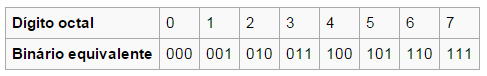 Dígito octal 0 1 2 3 4 5 6 7
Binário equivalente 000 001 010 011 100 101 110 111